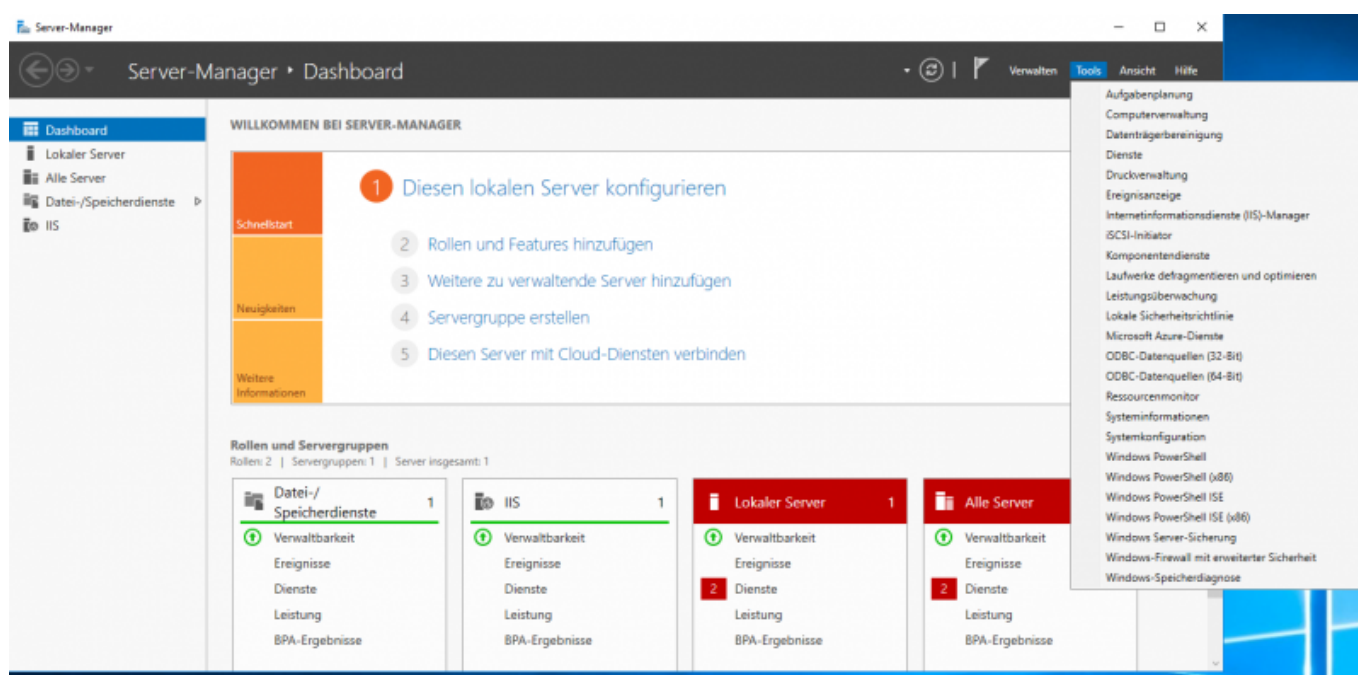 Server-Manager
Server-Manager ‣ Dashboard
Verwalten Tools Ansicht Hilfe
Dashboard
Lokaler Server
Alle Server
Datei-/Speicherdienste
IIS
WILLKOMMEN BEI SERVER-MANAGER
Schnellstart
Neuigkeiten
Weitere
Informationen
1 Diesen lokalen Server konfigurieren
2 Rollen und Features hinzufügen
3 Weitere zu verwaltende Server hinzufügen
4 Servergruppe erstellen
5 Diesen Server mit Cloud-Diensten verbinden
Rollen und Servergruppen
Rollen: 2 | Servergruppen: 1 | Server insgesamt: 1
Datei-/
Speicherdienste 1
Verwaltbarkeit
Ereignisse
Dienste
Leistung
BPA-Ergebnisse
IIS 1
Verwaltbarkeit
Ereignisse
Dienste
Leistung
BPA-Ergebnisse
Lokaler Server 1
Verwaltbarkeit
Ereignisse
2 Dienste
Leistung
BPA-Ergebnisse
Alle Server
Verwaltbarkeit
Ereignisse
2 Dienste
Leistung
BPA-Ergebnisse
Aufgabenplanung
Computerverwaltung
Datenträgerbereinigung
Dienste
Druckverwaltung
Ereignisanzeige
Internetinformationsdienste (IIS)-Manager
iSCSI-Initiator
Komponentendienste
Laufwerke defragmentieren und optimieren
Leistungsüberwachung
Lokale Sicherheitsrichtlinie
Microsoft Azure-Dienste
ODBC-Datenquellen (32-Bit)
ODBC-Datenquellen (64-Bit)
Ressourcenmonitor
Systeminformationen
Systemkonfiguration
Windows PowerShell
Windows PowerShell (x86)
Windows PowerShell ISE
Windows PowerShell ISE (x86)
Windows Server-Sicherung
Windows-Firewall mit erweiterter Sicherheit
Windows-Speicherdiagnose